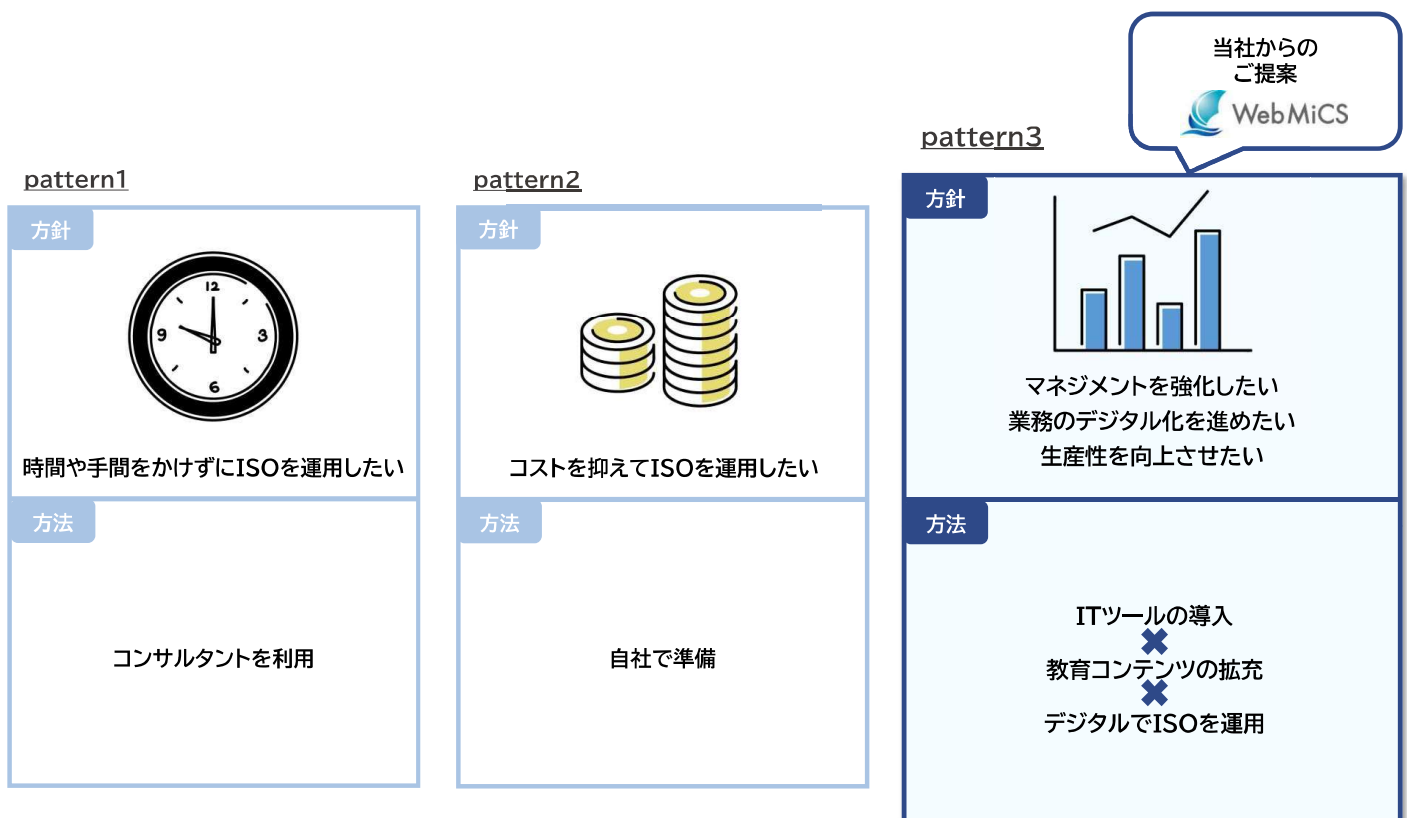 当社からの
ご提案
WebMiCS
pattern1
方針
12
9
3
6
時間や手間をかけずにISOを運用したい
方法
コンサルタントを利用
pattern2
方針
コストを抑えてISOを運用したい
方法
自社で準備
pattern3
方針
マネジメントを強化したい
業務のデジタル化を進めたい
生産性を向上させたい
方法
ITツールの導入
✖
教育コンテンツの拡充
✖
デジタルでISOを運用